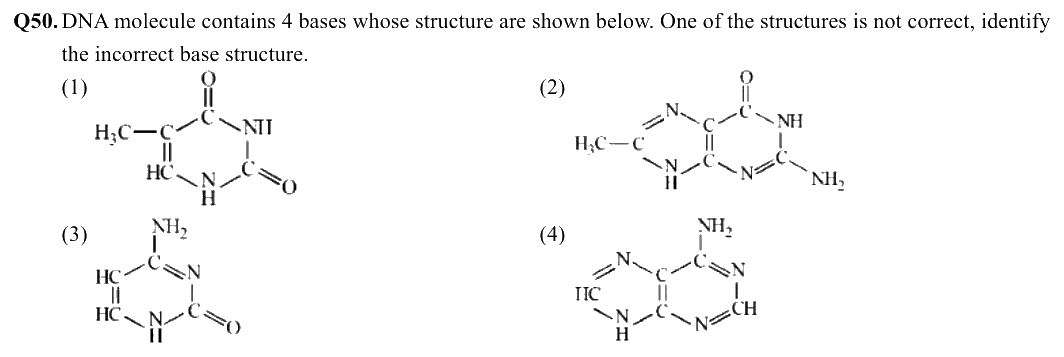 Q50. DNA molecule contains 4 bases whose structure are shown below. One of the structures is not correct, identify
the incorrect base structure.
(1)
O
C
H3C—C NH
HC C
N O
H
(2)
O
N C C NH
H3C—C
N C N C
H NH2
(3)
NH2
C
HC N
HC C
N O
H
(4)
NH2
N C C N
HC
N C N CH
H